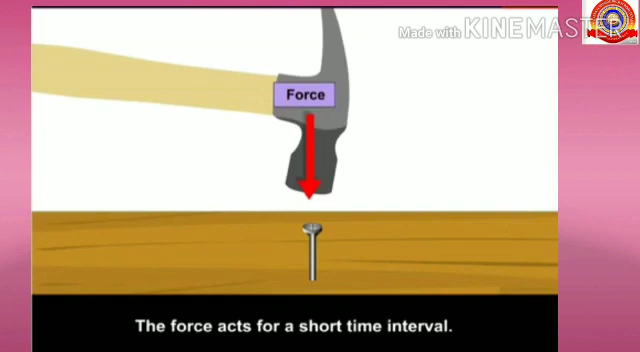 Made with KINEMASTER
Force
The force acts for a short time interval.